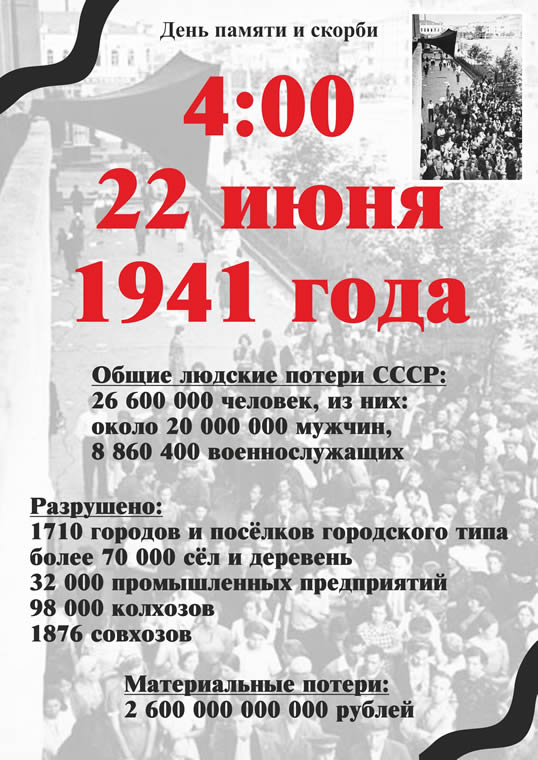 День памяти и скорби
4:00
22 июня
1941 года
Общие людские потери СССР:
26 600 000 человек, из них:
около 20 000 000 мужчин,
8 860 400 военнослужащих
Разрушено:
1710 городов и посёлков городского типа
более 70 000 сёл и деревень
32 000 промышленных предприятий
98 000 колхозов
1876 совхозов
Материальные потери:
2 600 000 000 000 рублей